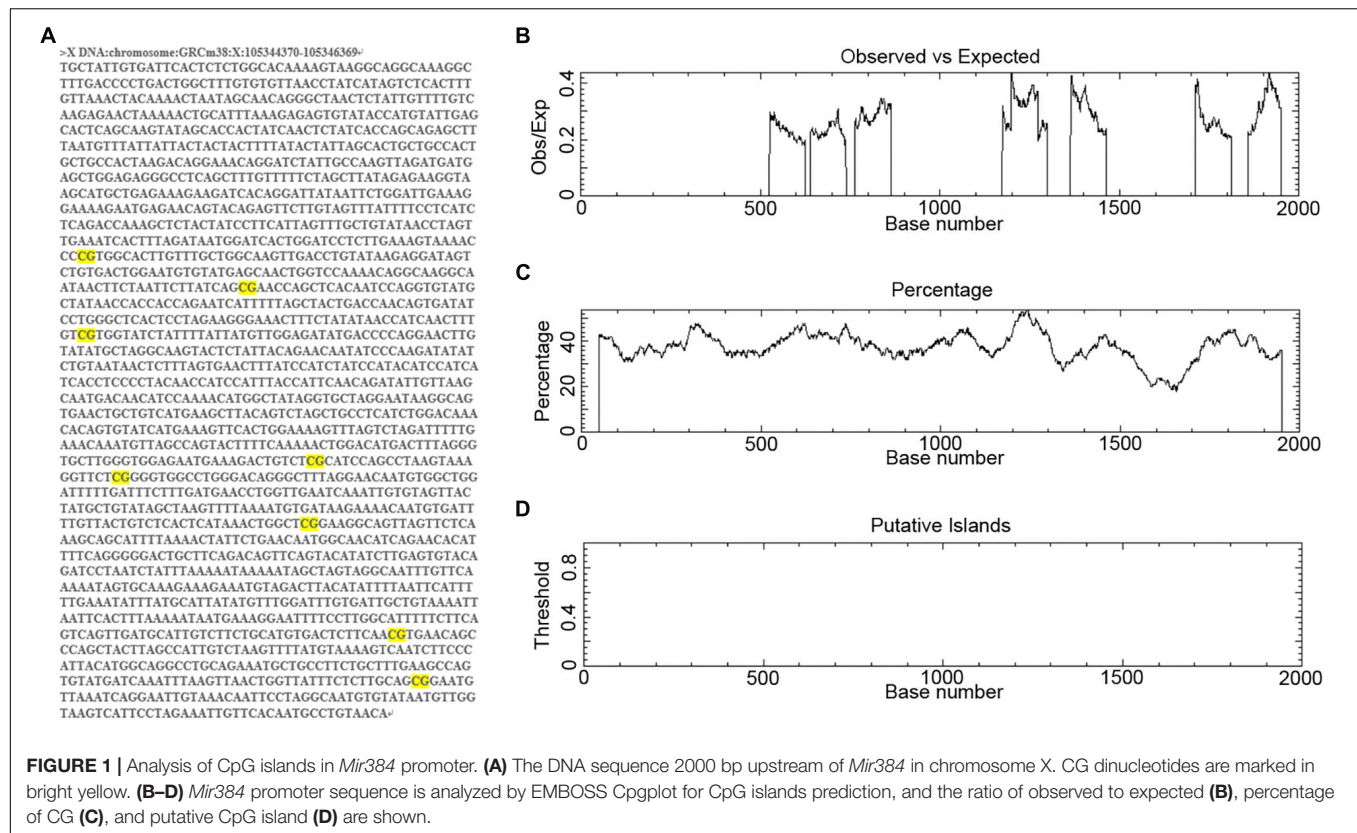 A
>X DNA:chromosome:GRCm38:X:105344370-105346369
TGCTATTGTGATTCACTCTCTGGCACAAAAGTAAGGCAGGCAAAGGC
TTTGACCCCTGACTGGCTTTGTGTGTTAACCTATCATAGTCTCACTTT
GTTAAACTACAAAACTAATAGCAACAGGGCTAACTCTATTGTTTTGTC
AAGAGAACTAAAAACTGCATTTAAAGAGAGTGTATACCATGTATTGAG
CACTCAGCAAGTATAGCACCACTATCAACTCTATCACCAGCAGAGCTT
TAATGTTTATTATTACTACTACTTTTATACTATTAGCACTGCTGCCACT
GCTGCCACTAAGACAGGAAACAGGATCTATTGCCAAGTTAGATGATG
AGCTGGAGAGGGCCTCAGCTTTGTTTTTCTAGCTTATAGAGAAGGTA
AAGCATGCTGAGAAAGAAGATCACAGGATTATAATTCTGGATTGAAAG
GAAAAGAATGAGAACAGTACAGAGTTCTTGTAGTTTATTTTCCTCATC
TCAGACCAAAGCTCTACTATCCTTCATTAGTTTGCTGTATAACCTAGT
TGAAATCACTTTAGATAATGGATCACTGGATCCTCTTGAAAGTAAAAC
CCCGTGGCACTTGTTTGCTGGCAAGTTGACCTGTATAAGAGGATAGT
CTGTGACTGGAATGTGTATGAGCAACTGGTCCAAAACAGGCAAGGCA
ATAACTTCTAATTCTTATCAGCGAACCAGCTCACAATCCAGGTGTATG
CTATAACCACCACCAGAATCATTTTTAGCTACTGACCAACAGTGATAT
CCTGGGCTCACTCCTAGAAGGGAAACTTTCTATATAACCATCAACTTT
GTCGTGGTATCTATTTTATTATGTTGGAGATATGACCCCAGGAACTTG
TATATGCTAGGCAAGTACTCTATTACAGAACAATATCCCAAGATATAT
CTGTAATAACTCTTTAGTGAACTTTATCCATCTATCCATACATCCATCA
TCACCTCCCCTACAACCATCCATTTACCATTCAACAGATATTGTTAAG
CAATGACAACATCCAAAACATGGCTATAGGTGCTAGGAATAAGGCAG
TGAACTGCTGTCATGAAGCTTACAGTCTAGCTGCCTCATCTGGACAAA
CACAGTGTATCATGAAAGTTCACTGGAAAAGTTTAGTCTAGATTTTTG
GAAACAAATGTTAGCCAGTACTTTTCAAAAACTGGACATGACTTTAGGG
TGCTTGGGTGGAGAATGAAAGACTGTCTCGCATCCAGCCTAAGTAAA
GGTTCTCGGGGTGGCCTGGGACAGGGCTTTAGGAACAATGTGGCTGG
ATTTTTGATTTCTTTGATGAACCTGGTTGAATCAAATTGTGTAGTTAC
TATGCTGTATAGCTAAGTTTTAAAATGTGATAAGAAAACAATGTGATT
TTGTTACTGTCTCACTCATAAACTGGCTCGGAAGGCAGTTAGTTCTCA
AAGCAGCATTTTAAAACTATTCTGAACAATGGCAACATCAGAACACAT
TTTCAGGGGGACTGCTTCAGACAGTTCAGTACATATCTTGAGTGTACA
GATCCTAATCTATTTAAAAATAAAAATAGCTAGTAGGCAATTTGTTCA
AAAATAGTGCAAAGAAAGAAATGTAGACTTACATATTTTAATTCATTT
TTGAAATATTTATGCATTATATGTTTGGATTTGTGATTGCTGTAAAATT
AATTCACTTTAAAAATAATGAAAGGAATTTTCCTTGGCATTTTTCTTCA
GTCAGTTGATGCATTGTCTTCTGCATGTGACTCTTCAACGTGAACAGC
CCAGCTACTTAGCCATTGTCTAAGTTTTATGTAAAAGTCAATCTTCCC
ATTACATGGCAGGCCTGCAGAAATGCTGCCTTCTGCTTTGAAGCCAG
TGTATGATCAAATTTAAGTTAACTGGTTATTTCTCTTGCAGCGGAATG
TTAAATCAGGAATTGTAAACAATTCCTAGGCAATGTGTATAATGTTGG
TAAGTCATTCCTAGAAATTGTTCACAATGCCTGTAACA
B
Observed vs Expected
Obs/Exp
0.4
0.2
0
0 500 1000 1500 2000
Base number
C
Percentage
Percentage
40
20
0
0 500 1000 1500 2000
Base number
D
Putative Islands
Threshold
0.8
0.4
0
0 500 1000 1500 2000
Base number
FIGURE 1 | Analysis of CpG islands in Mir384 promoter. (A) The DNA sequence 2000 bp upstream of Mir384 in chromosome X. CG dinucleotides are marked in
bright yellow. (B–D) Mir384 promoter sequence is analyzed by EMBOSS Cpgplot for CpG islands prediction, and the ratio of observed to expected (B), percentage
of CG (C), and putative CpG island (D) are shown.